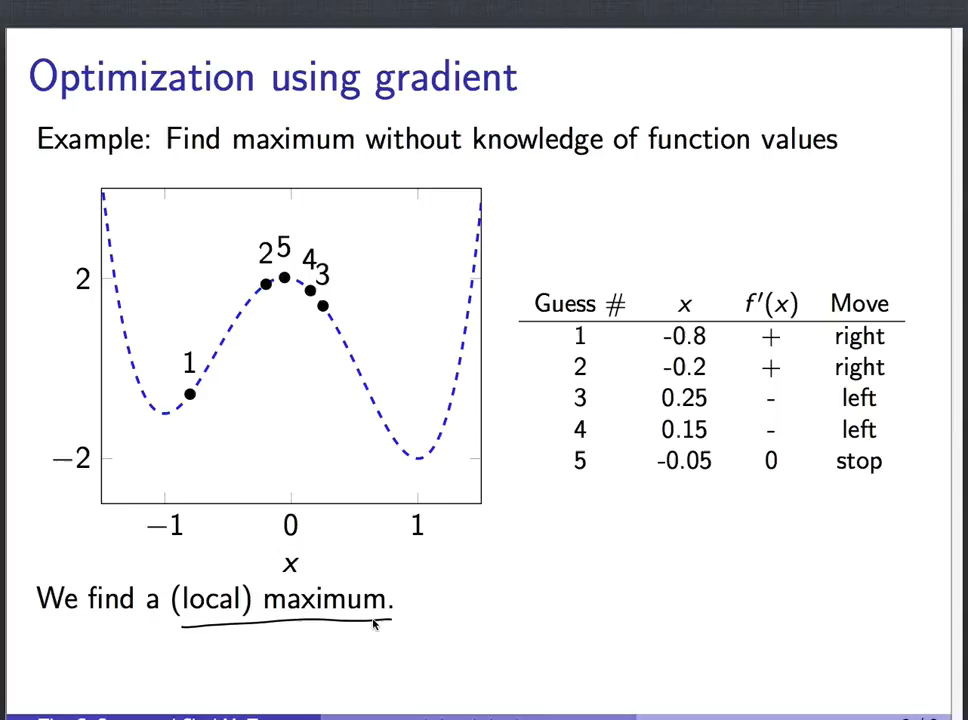 Optimization using gradient
Example: Find maximum without knowledge of function values
2
−2
−1 0 1
x
1
2
5
4
3
Guess # x f′(x) Move
1 -0.8 + right
2 -0.2 + right
3 0.25 - left
4 0.15 - left
5 -0.05 0 stop
We find a (local) maximum.